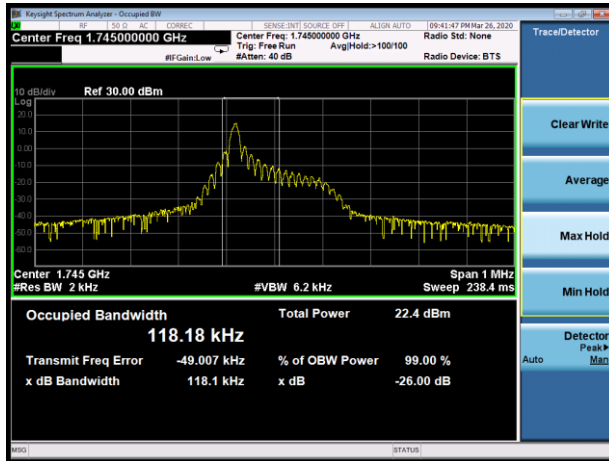 Keysight Spectrum Analyzer - Occupied BW
RF 50 Ω AC CORREC SENSE:INT SOURCE OFF ALIGN AUTO 09:41:47 PM Mar 26, 2020
Center Freq 1.745000000 GHz
Center Freq: 1.745000000 GHz
Radio Std: None
Trig: Free Run Avg|Hold:>100/100
#IFGain:Low #Atten: 40 dB Radio Device: BTS
Trace/Detector
10 dB/div Ref 30.00 dBm
Log
20.0
10.0
0.00
-10.0
-20.0
-30.0
-40.0
-50.0
-60.0
Center 1.745 GHz Span 1 MHz
#Res BW 2 kHz #VBW 6.2 kHz Sweep 238.4 ms
Occupied Bandwidth Total Power 22.4 dBm
118.18 kHz
Transmit Freq Error -49.007 kHz % of OBW Power 99.00 %
x dB Bandwidth 118.1 kHz x dB -26.00 dB
Clear Write
Average
Max Hold
Min Hold
Detector
Peak▶
Auto Man
MSG STATUS